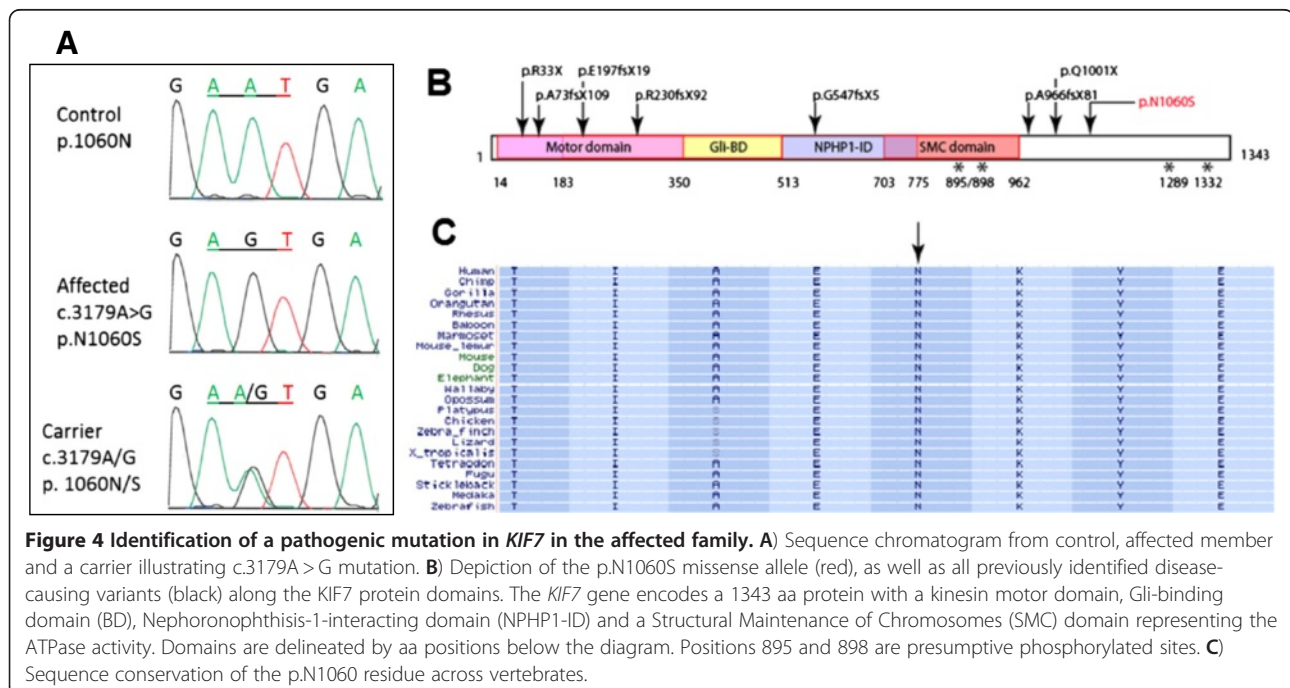 A
G A A T G A
Control
p.1060N
G A G T G A
Affected
c.3179A>G
p.N1060S
G A A/G T G A
Carrier
c.3179A/G
p. 1060N/S
B
p.R33X p.E197fsX19 p.Q1001X
p.A73fsX109 p.R230fsX92 p.G547fsX5 p.A966fsX81 p.N1060S
1 Motor domain Gli-BD NPHP1-ID SMC domain 1343
* * * *
14 183 350 513 703 775 895/898 962 1289 1332
C
Human T I A E N K Y E
Chimp T I A E N K Y E
Gorilla T I A E N K Y E
Orangutan T I A E N K Y E
Rhesus T I A E N K Y E
Baboon T I A E N K Y E
Marmoset T I A E N K Y E
Mouse_lemur T I A E N K Y E
Mouse T I A E N K Y E
Dog T I A E N K Y E
Elephant T I A E N K Y E
Wallaby T I A E N K Y E
Opossum T I A E N K Y E
Platypus T I S E N K Y E
Chicken T I S E N K Y E
Zebra_finch T I S E N K Y E
Lizard T I S E N K Y E
X_tropicalis T I S E N K Y E
Tetraodon T I A E N K Y E
Fugu T I A E N K Y E
Stickleback T I A E N K Y E
Medaka T I A E N K Y E
Zebrafish T I A E N K Y E
Figure 4 Identification of a pathogenic mutation in KIF7 in the affected family. A) Sequence chromatogram from control, affected member
and a carrier illustrating c.3179A > G mutation. B) Depiction of the p.N1060S missense allele (red), as well as all previously identified disease-
causing variants (black) along the KIF7 protein domains. The KIF7 gene encodes a 1343 aa protein with a kinesin motor domain, Gli-binding
domain (BD), Nephoronophthisis-1-interacting domain (NPHP1-ID) and a Structural Maintenance of Chromosomes (SMC) domain representing the
ATPase activity. Domains are delineated by aa positions below the diagram. Positions 895 and 898 are presumptive phosphorylated sites. C)
Sequence conservation of the p.N1060 residue across vertebrates.